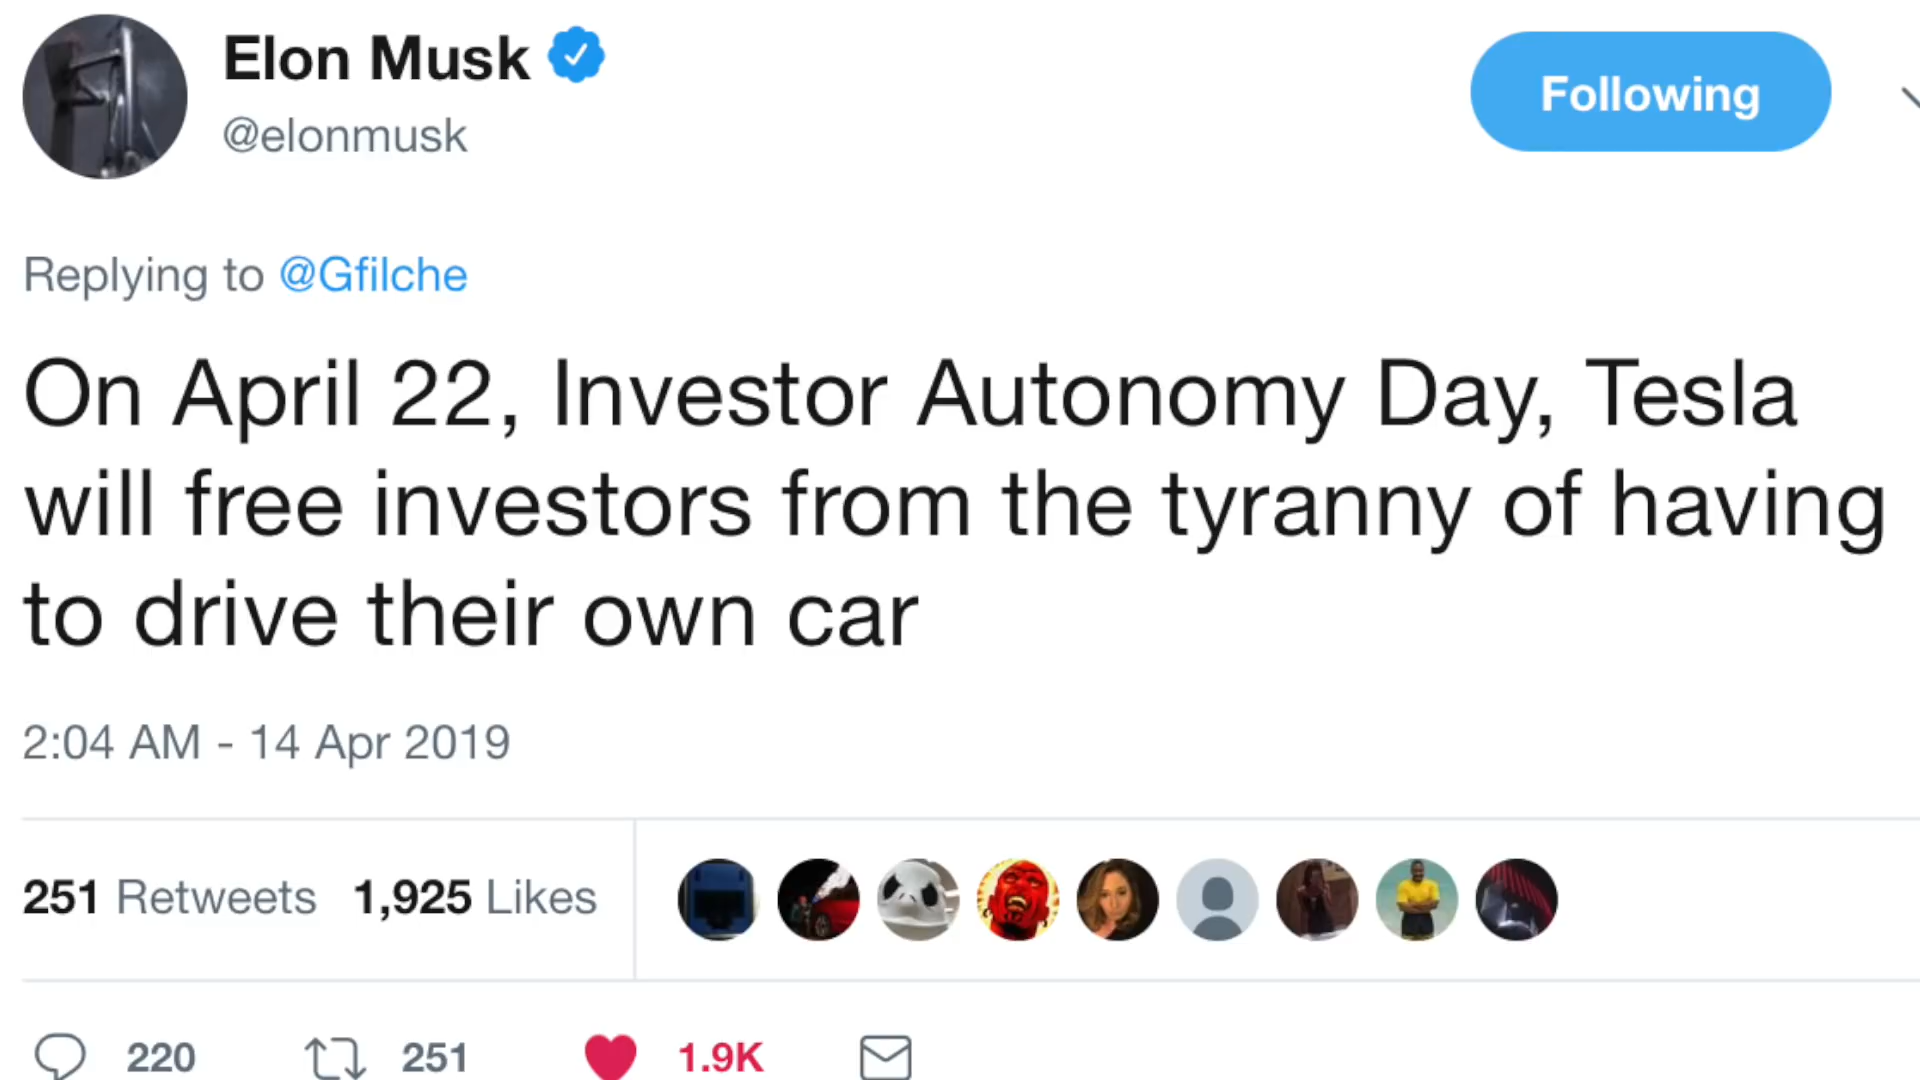 Elon Musk
Following
@elonmusk
Replying to @Gfilche
On April 22, Investor Autonomy Day, Tesla
will free investors from the tyranny of having
to drive their own car
2:04 AM - 14 Apr 2019
251 Retweets 1,925 Likes
220 251 1.9K